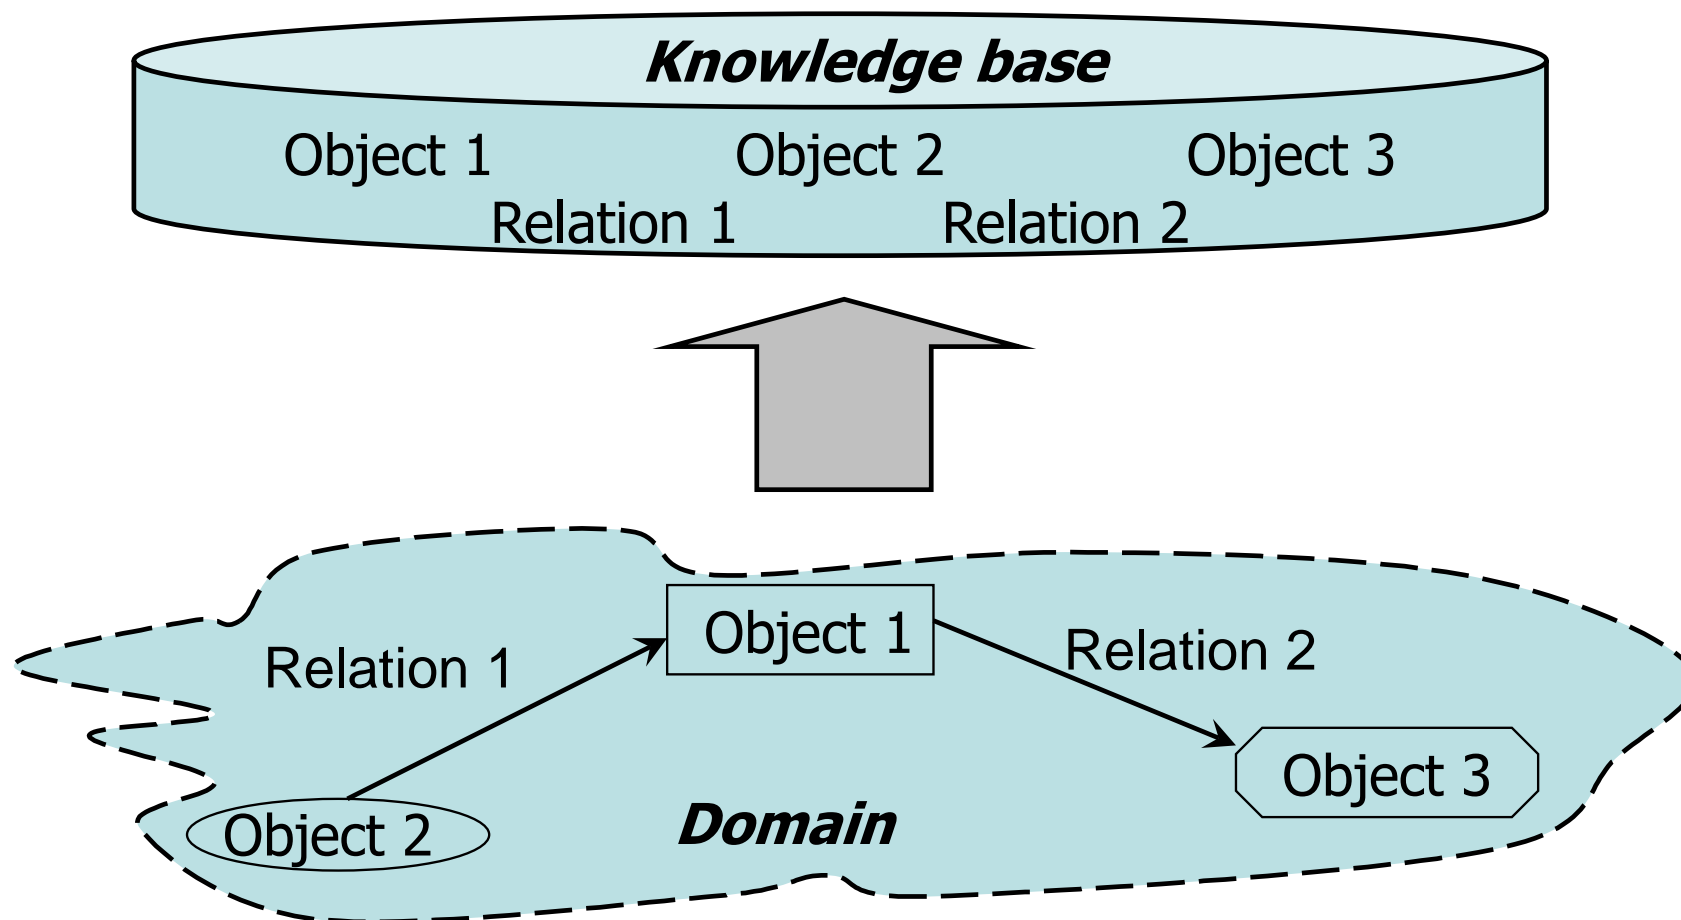 Knowledge base
Object 1 Object 2 Object 3
Relation 1 Relation 2
Object 1
Relation 1
Relation 2
Object 3
Object 2
Domain